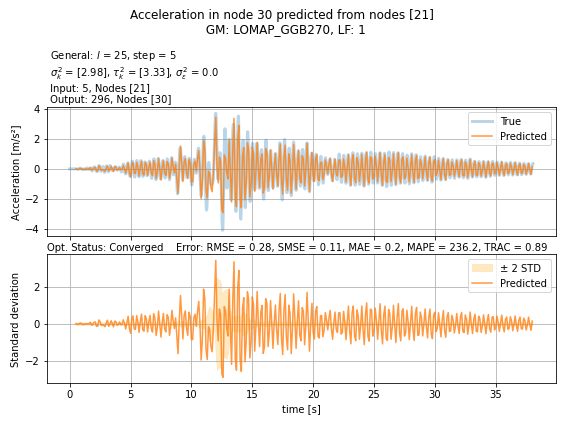 Acceleration in node 30 predicted from nodes [21]
GM: LOMAP_GGB270, LF: 1
General: l = 25, step = 5
σ²ₖ = [2.98], τ²ₖ = [3.33], σ²ε = 0.0
Input: 5, Nodes [21]
Output: 296, Nodes [30]
Acceleration [m/s²]
4
2
0
−2
−4
True
Predicted
Opt. Status: Converged    Error: RMSE = 0.28, SMSE = 0.11, MAE = 0.2, MAPE = 236.2, TRAC = 0.89
Standard deviation
2
0
−2
± 2 STD
Predicted
0 5 10 15 20 25 30 35
time [s]